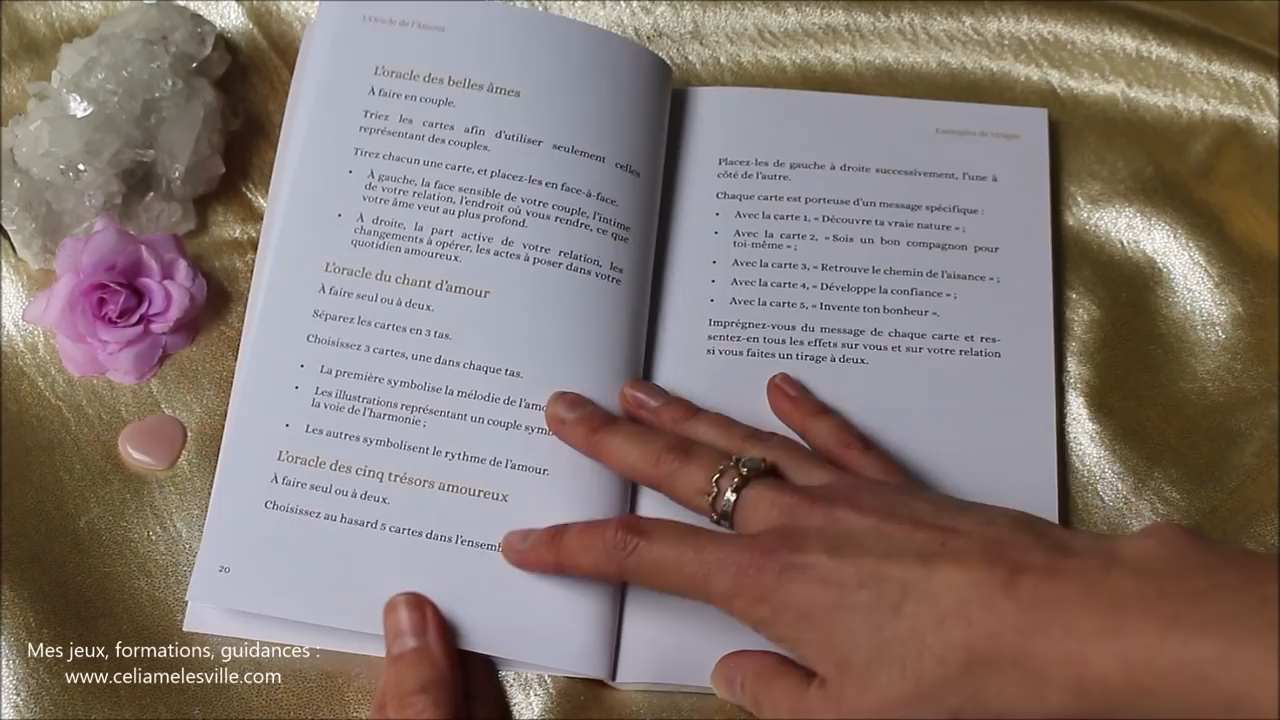 L'Oracle de l'Amour
L'oracle des belles âmes
À faire en couple.
Triez les cartes afin d'utiliser seulement celles
représentant des couples.
Tirez chacun une carte, et placez-les en face-à-face.
• À gauche, la face sensible de votre couple, l'intime
de votre relation, l'endroit où vous rendre, ce que
votre âme veut au plus profond.
• À droite, la part active de votre relation, les
changements à opérer, les actes à poser dans votre
quotidien amoureux.
L'oracle du chant d'amour
À faire seul ou à deux.
Séparez les cartes en 3 tas.
Choisissez 3 cartes, une dans chaque tas.
• La première symbolise la mélodie de l'amo
• Les illustrations représentant un couple symb
la voie de l'harmonie ;
• Les autres symbolisent le rythme de l'amour.
L'oracle des cinq trésors amoureux
À faire seul ou à deux.
Choisissez au hasard 5 cartes dans l'ensemb
20
Exemples de tirages
Placez-les de gauche à droite successivement, l'une à
côté de l'autre.
Chaque carte est porteuse d'un message spécifique :
• Avec la carte 1, « Découvre ta vraie nature » ;
• Avec la carte 2, « Sois un bon compagnon pour
toi-même » ;
• Avec la carte 3, « Retrouve le chemin de l'aisance » ;
• Avec la carte 4, « Développe la confiance » ;
• Avec la carte 5, « Invente ton bonheur ».
Imprégnez-vous du message de chaque carte et res-
sentez-en tous les effets sur vous et sur votre relation
si vous faites un tirage à deux.
Mes jeux, formations, guidances :
www.celiamelesville.com